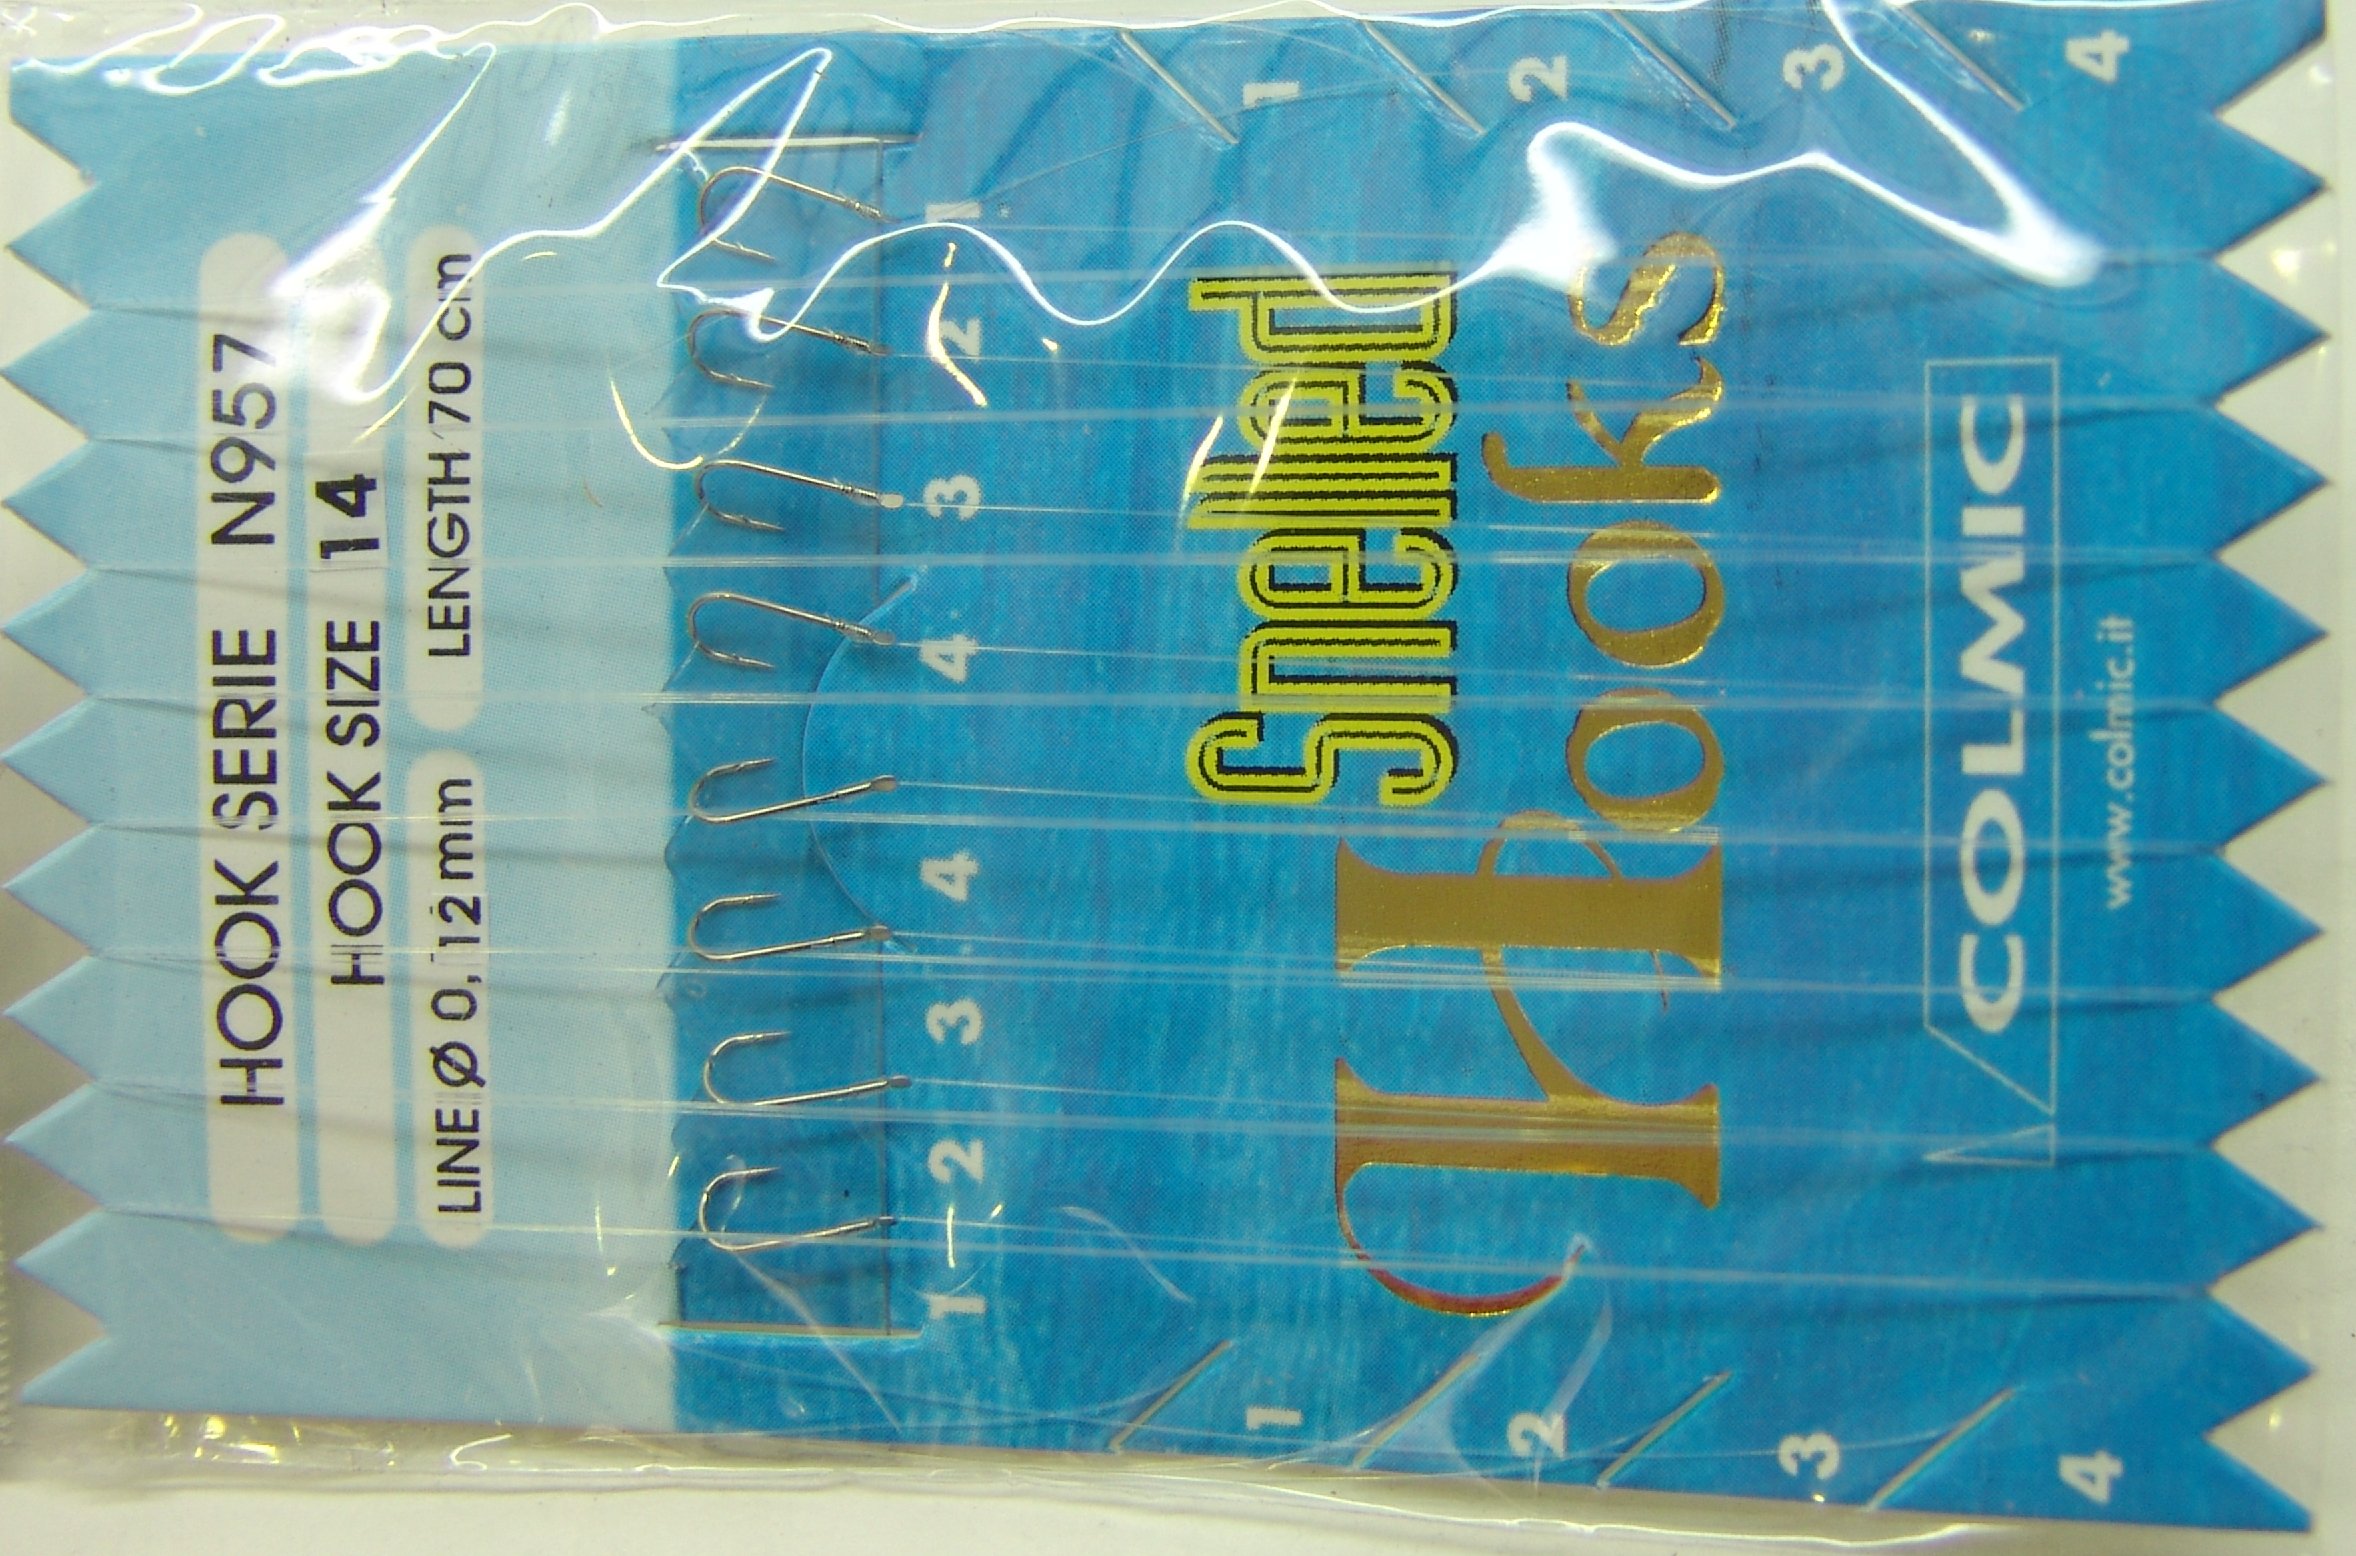 HOOK SERIE N957
HOOK SIZE 14
LINE Ø 0,12 mm LENGTH 70 cm
1 2 3 4 4 3 2 1
1 1
Snelled
2 2
Hooks
3 3
COLMIC
4 4
www.colmic.it